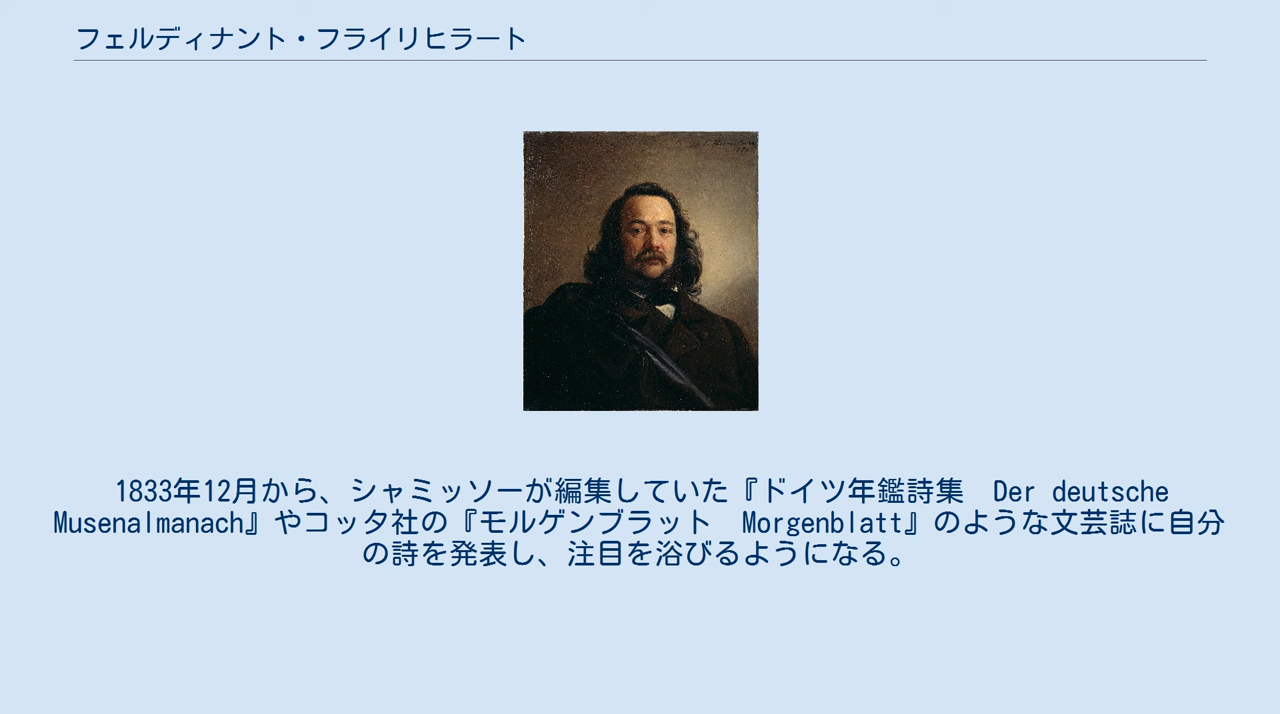 フェルディナント・フライリヒラート
1833年12月から、シャミッソーが編集していた『ドイツ年鑑詩集　Der deutsche
Musenalmanach』やコッタ社の『モルゲンブラット　Morgenblatt』のような文芸誌に自分
の詩を発表し、注目を浴びるようになる。